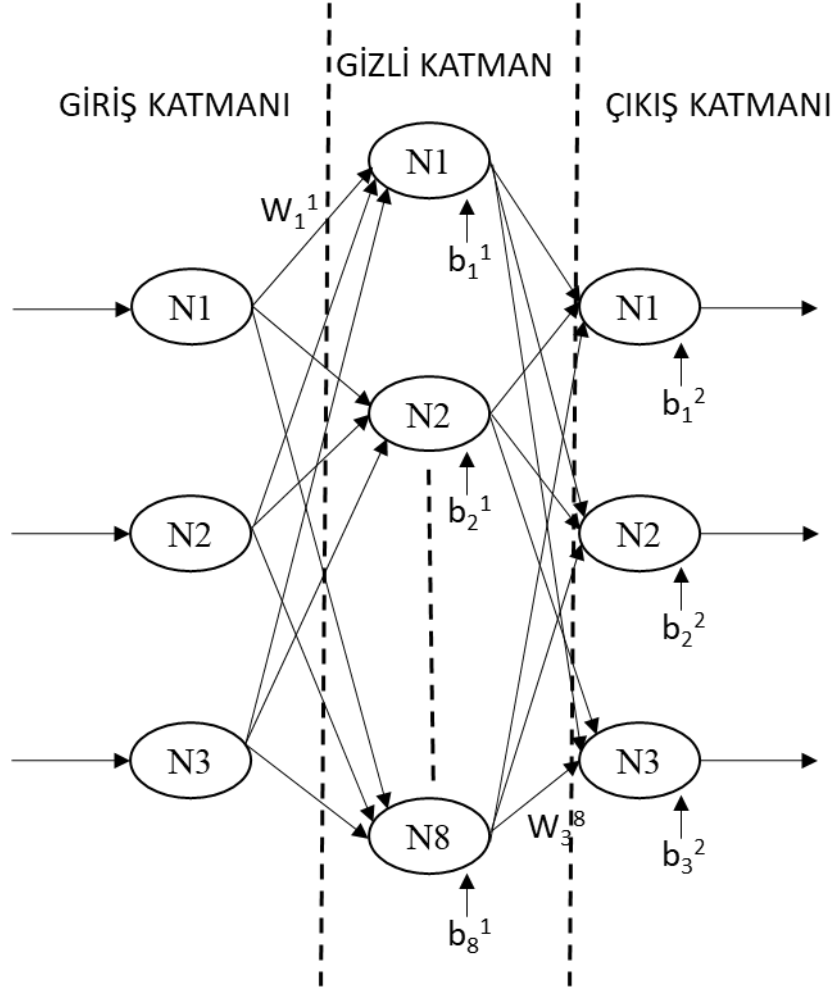 GİZLİ KATMAN
GİRİŞ KATMANI
ÇIKIŞ KATMANI
N1
W₁¹
b₁¹
N1
N1
N2
b₁²
b₂¹
N2
N2
b₂²
N3
N3
N8
W₃⁸
b₃²
b₈¹